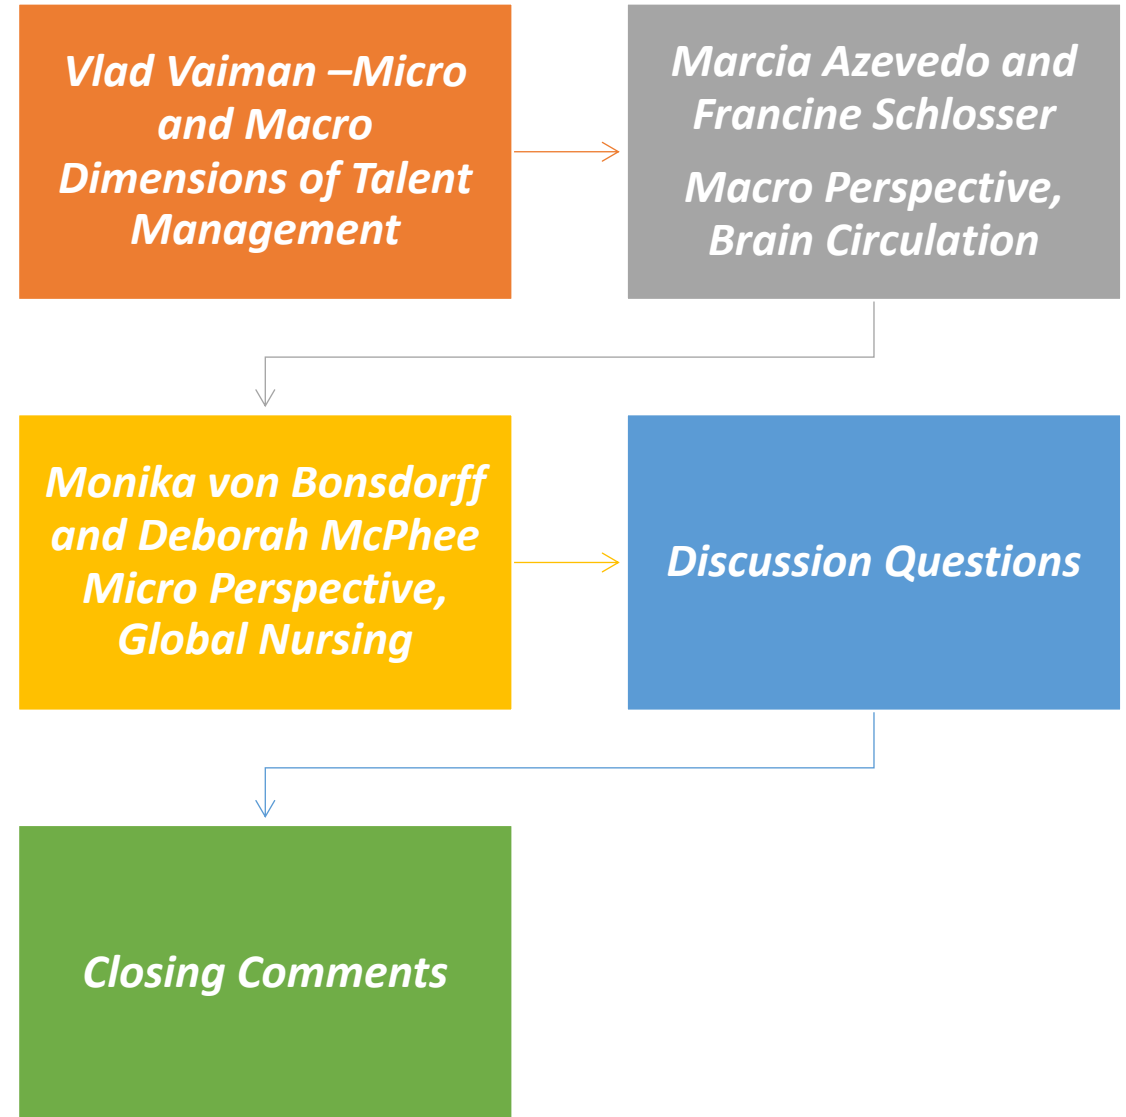 Vlad Vaiman –Micro
and Macro
Dimensions of Talent
Management
Marcia Azevedo and
Francine Schlosser
Macro Perspective,
Brain Circulation
Monika von Bonsdorff
and Deborah McPhee
Micro Perspective,
Global Nursing
Discussion Questions
Closing Comments